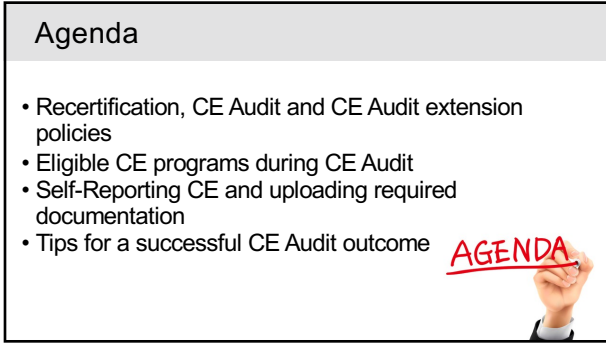 Agenda
• Recertification, CE Audit and CE Audit extension
policies
• Eligible CE programs during CE Audit
• Self-Reporting CE and uploading required
documentation
• Tips for a successful CE Audit outcome
AGENDA